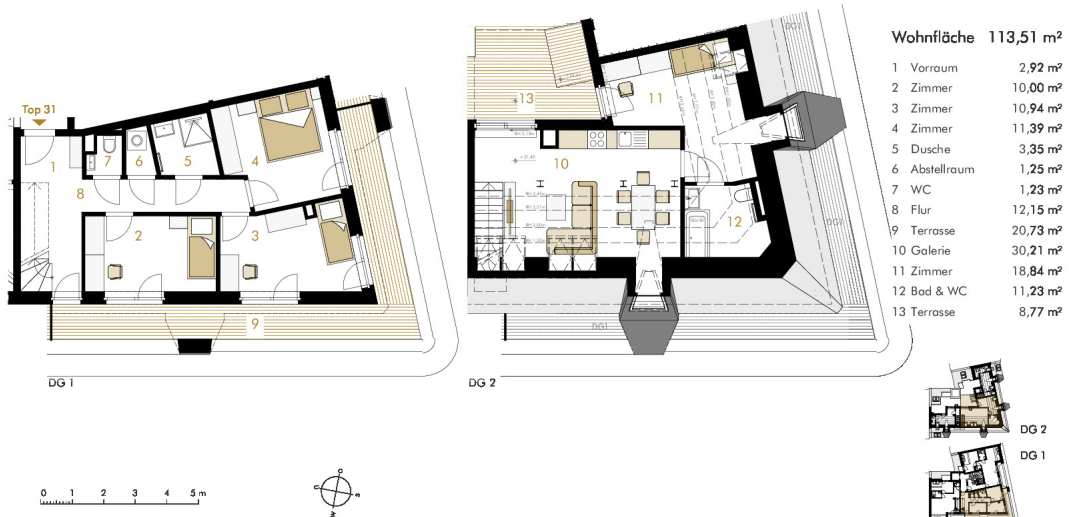 Wohnfläche 113,51 m²
1 Vorraum 2,92 m²
2 Zimmer 10,00 m²
3 Zimmer 10,94 m²
4 Zimmer 11,39 m²
5 Dusche 3,35 m²
6 Abstellraum 1,25 m²
7 WC 1,23 m²
8 Flur 12,15 m²
9 Terrasse 20,73 m²
10 Galerie 30,21 m²
11 Zimmer 18,84 m²
12 Bad & WC 11,23 m²
13 Terrasse 8,77 m²
Top 31
1
7
6
5
4
8
2
3
9
DG 1
DG1
13
11
10
12
DG1
DG1
DG 2
DG 2
DG 1
0 1 2 3 4 5 m